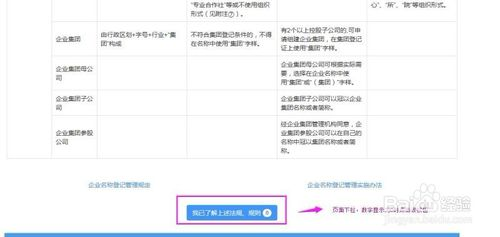 "专业合作社"等或不使用组织
形式（见附注⑦）。
心"、"所"、"院"等组织形
式。
企业集团
由行政区划+字号+行业+"集
团"构成
不符合集团登记条件的，不得
在名称中使用"集团"字样。
有2个以上控股子公司的,可申
请组建企业集团，在集团登记
证上使用"集团"字样。
企业集团母公
司
企业集团母公司可根据实际需
要，选择在企业名称中使
用"集团"或"（集团）"字样。
企业集团子公
司
企业集团子公司可以冠以企业
集团名称或者简称。
企业集团参股
公司
经企业集团管理机构同意，企
业集团参股公司可以在自己的
名称中冠以集团名称或者简
称。
企业名称登记管理规定
企业名称登记管理实施办法
我已了解上述法规、规则 0
页面下拉，数字显示
Baidu 经验